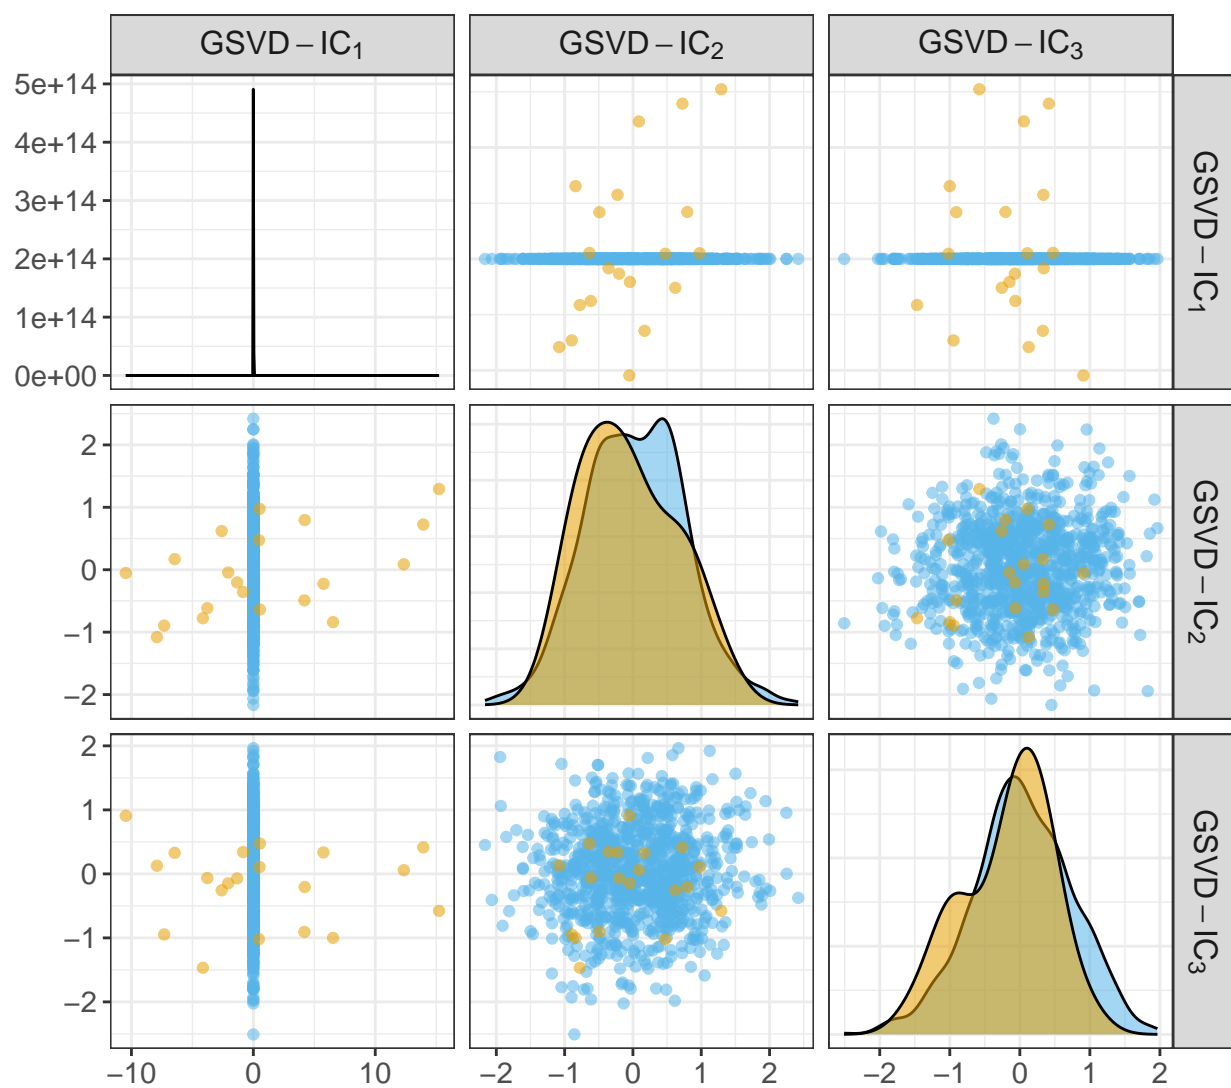 GSVD – IC₁
GSVD – IC₂
GSVD – IC₃
5e+14
4e+14
3e+14
2e+14
1e+14
0e+00
GSVD – IC₁
2
1
0
−1
−2
GSVD – IC₂
2
1
0
−1
−2
GSVD – IC₃
−10 0 10 −2 −1 0 1 2 −2 −1 0 1 2